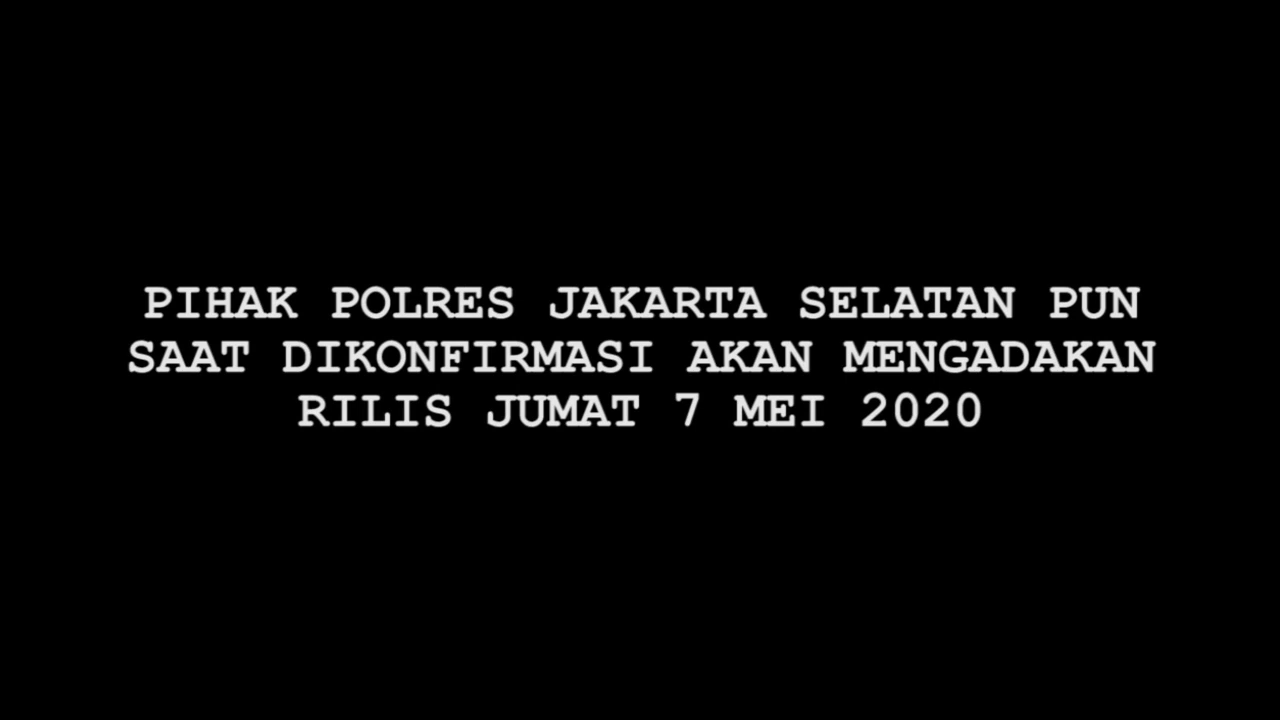 PIHAK POLRES JAKARTA SELATAN PUN
SAAT DIKONFIRMASI AKAN MENGADAKAN
RILIS JUMAT 7 MEI 2020